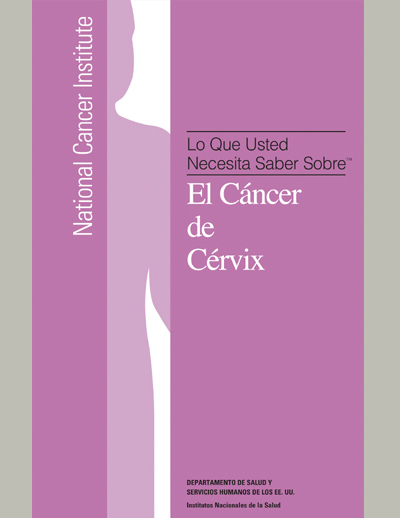 National Cancer Institute
Lo Que Usted
Necesita Saber Sobre™
El Cáncer
de
Cérvix
DEPARTAMENTO DE SALUD Y
SERVICIOS HUMANOS DE LOS EE. UU.
Institutos Nacionales de la Salud